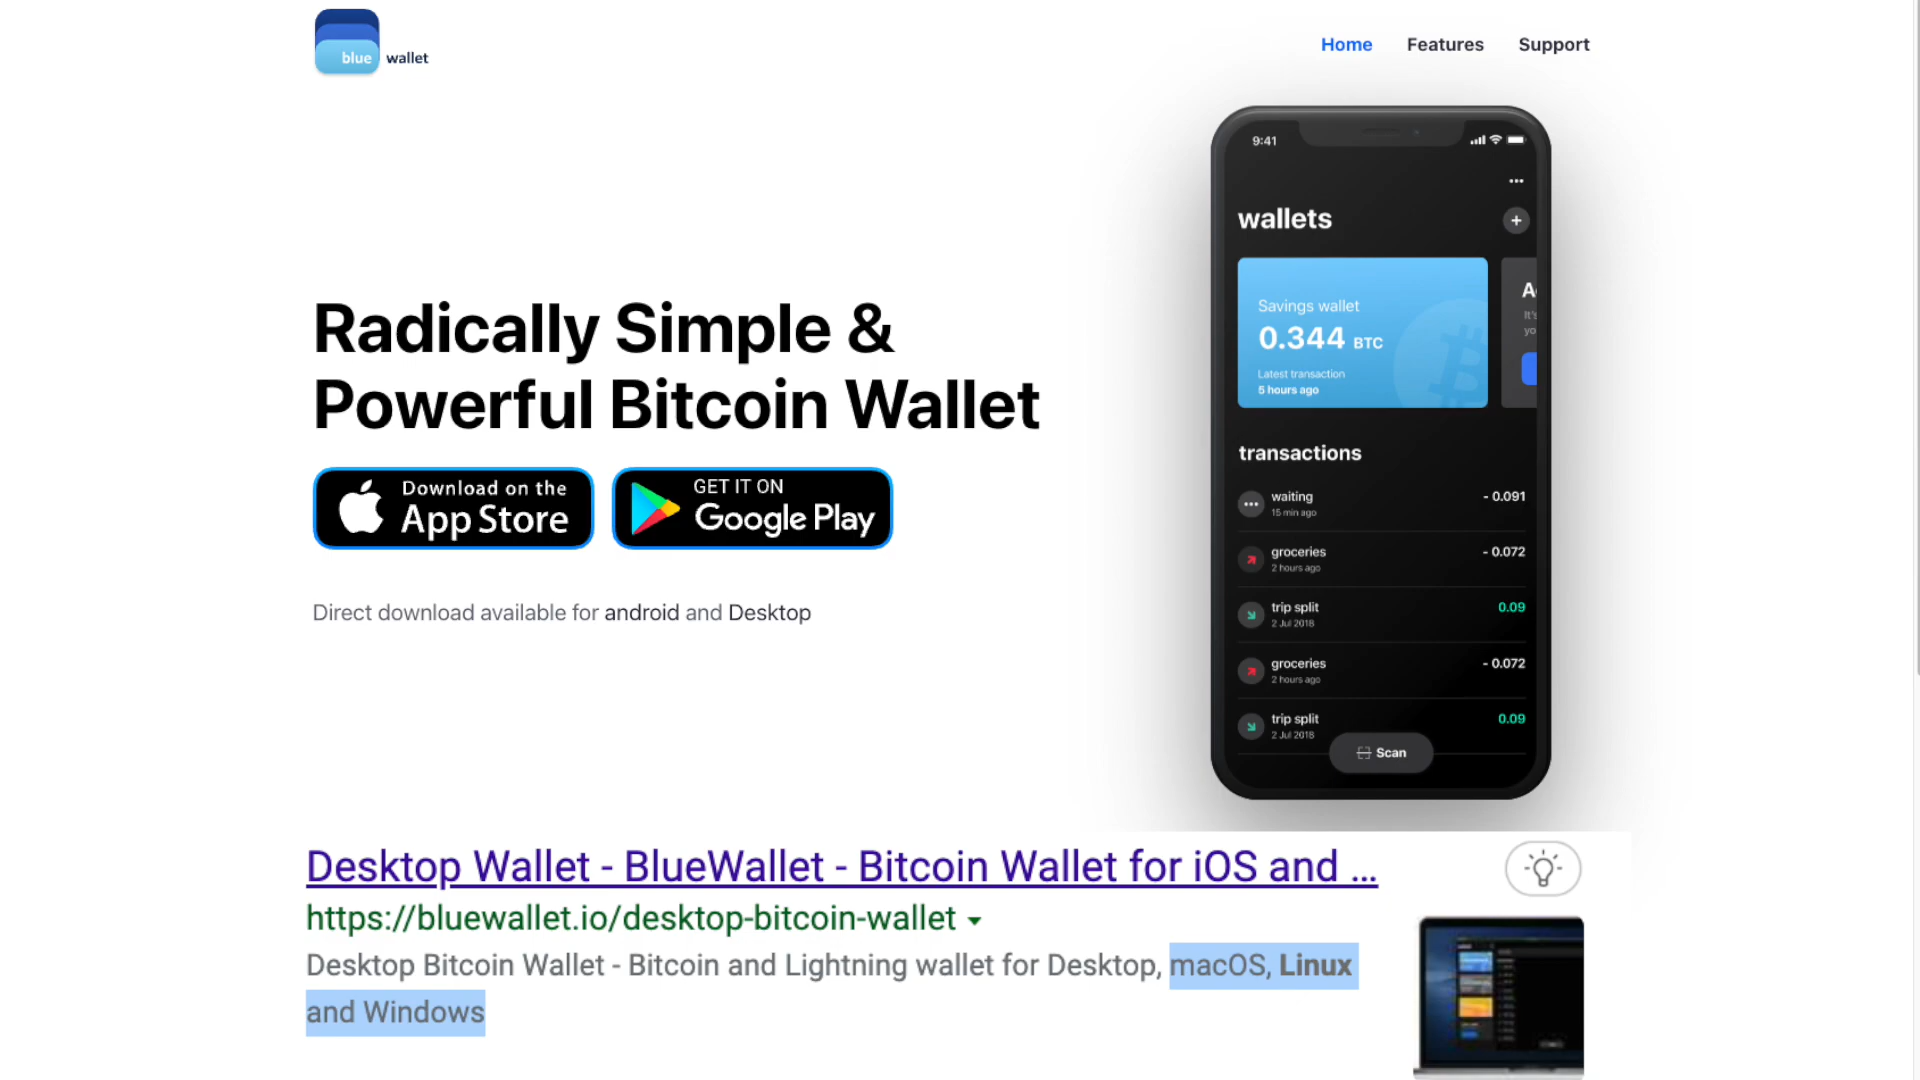 blue wallet
Home Features Support
Radically Simple &
Powerful Bitcoin Wallet
Download on the
App Store
GET IT ON
Google Play
Direct download available for android and Desktop
9:41
wallets
Savings wallet
0.344 BTC
Latest transaction
5 hours ago
It's
yo
transactions
waiting - 0.091
15 min ago
groceries - 0.072
2 hours ago
trip split 0.09
2 Jul 2018
groceries - 0.072
2 hours ago
trip split 0.09
2 Jul 2018
Scan
Desktop Wallet - BlueWallet - Bitcoin Wallet for iOS and ...
https://bluewallet.io/desktop-bitcoin-wallet
Desktop Bitcoin Wallet - Bitcoin and Lightning wallet for Desktop, macOS, Linux
and Windows